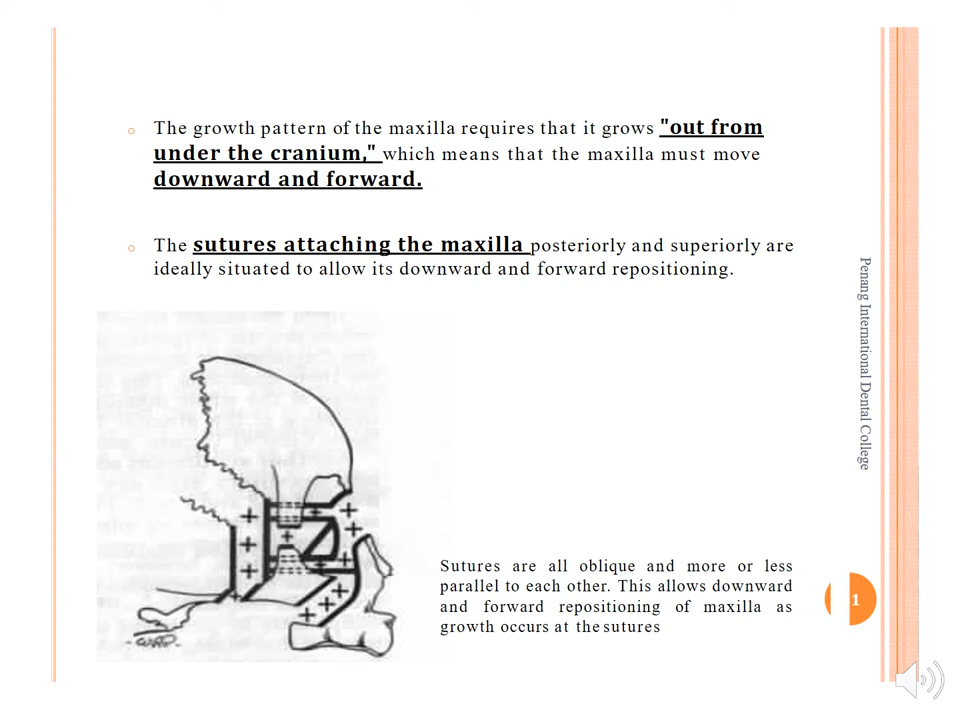 The growth pattern of the maxilla requires that it grows "out from
under the cranium," which means that the maxilla must move
downward and forward.
The sutures attaching the maxilla posteriorly and superiorly are
ideally situated to allow its downward and forward repositioning.
Sutures are all oblique and more or less
parallel to each other. This allows downward
and forward repositioning of maxilla as
growth occurs at the sutures
Penang International Dental College
1